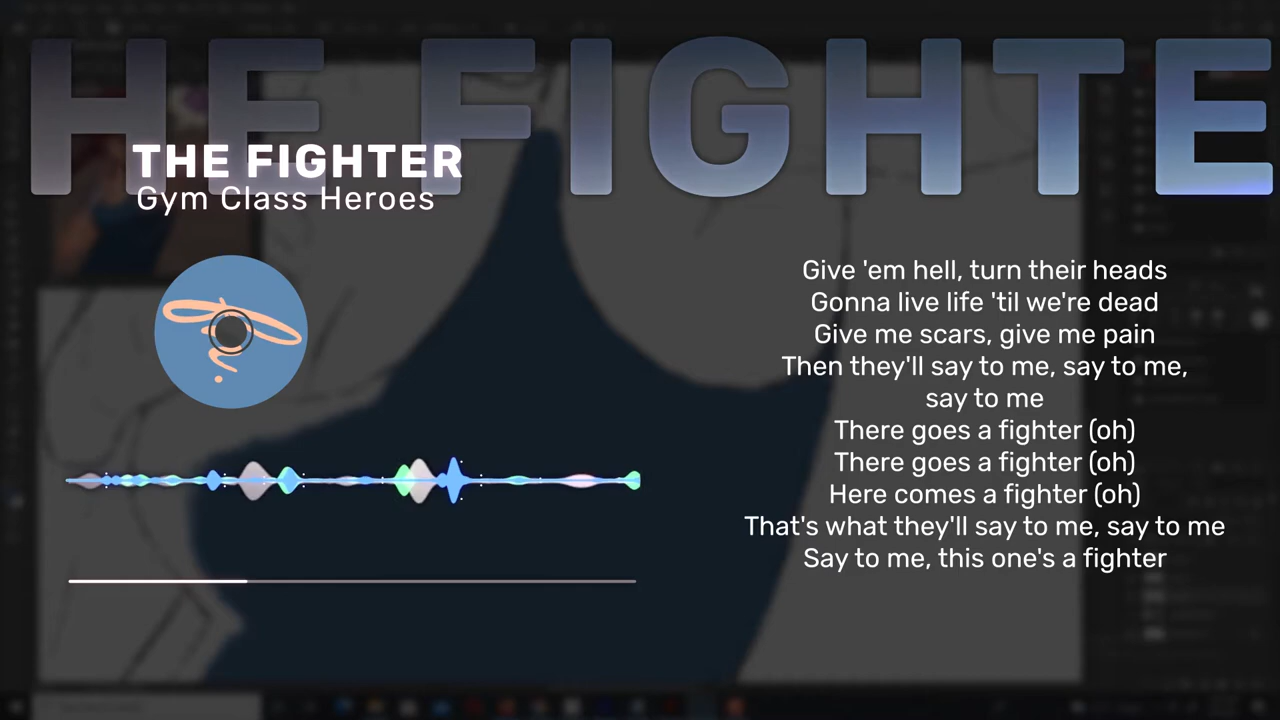 HE FIGHTE
THE FIGHTER
Gym Class Heroes
Give 'em hell, turn their heads
Gonna live life 'til we're dead
Give me scars, give me pain
Then they'll say to me, say to me,
say to me
There goes a fighter (oh)
There goes a fighter (oh)
Here comes a fighter (oh)
That's what they'll say to me, say to me
Say to me, this one's a fighter